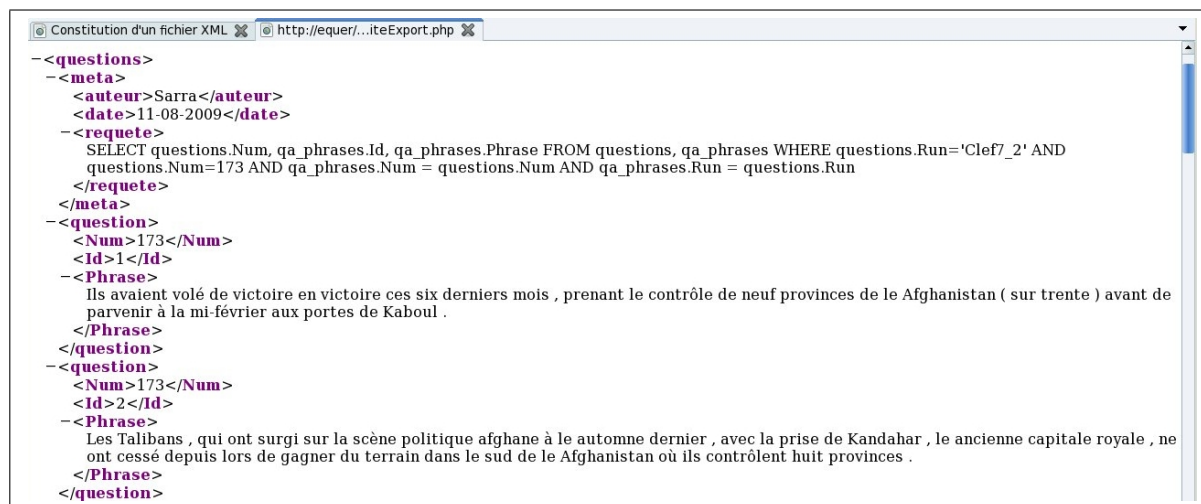 Constitution d'un fichier XML
http://equer/...iteExport.php
−<questions>
−<meta>
<auteur>Sarra</auteur>
<date>11-08-2009</date>
−<requete>
SELECT questions.Num, qa_phrases.Id, qa_phrases.Phrase FROM questions, qa_phrases WHERE questions.Run='Clef7_2' AND
questions.Num=173 AND qa_phrases.Num = questions.Num AND qa_phrases.Run = questions.Run
</requete>
</meta>
−<question>
<Num>173</Num>
<Id>1</Id>
−<Phrase>
Ils avaient volé de victoire en victoire ces six derniers mois , prenant le contrôle de neuf provinces de le Afghanistan ( sur trente ) avant de
parvenir à la mi-février aux portes de Kaboul .
</Phrase>
</question>
−<question>
<Num>173</Num>
<Id>2</Id>
−<Phrase>
Les Talibans , qui ont surgi sur la scène politique afghane à le automne dernier , avec la prise de Kandahar , le ancienne capitale royale , ne
ont cessé depuis lors de gagner du terrain dans le sud de le Afghanistan où ils contrôlent huit provinces .
</Phrase>
</question>